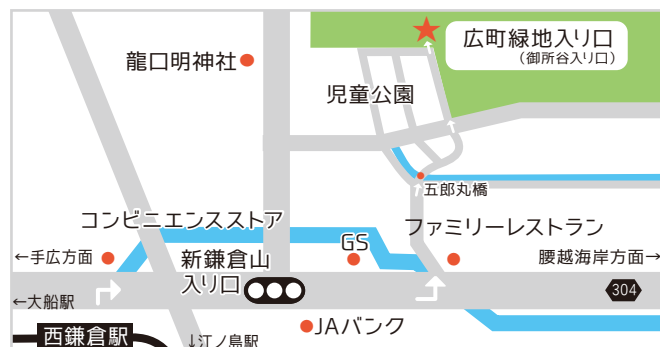 広町緑地入り口
(御所谷入り口)
龍口明神社
児童公園
五郎丸橋
コンビニエンスストア
GS
ファミリーレストラン
←手広方面
新鎌倉山
入り口
腰越海岸方面→
304
←大船駅
JAバンク
西鎌倉駅
↓江ノ島駅